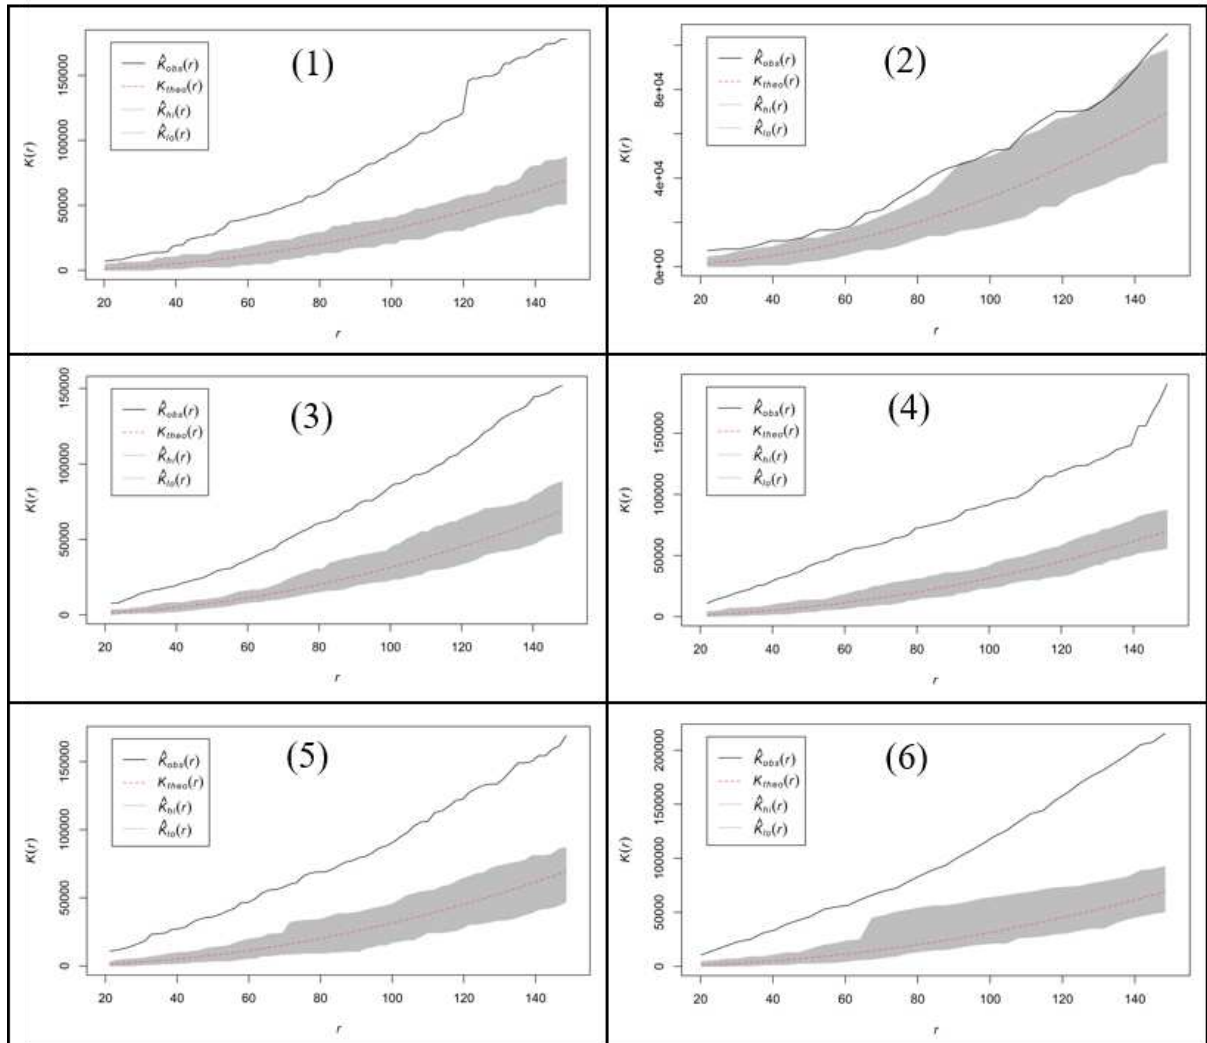 (1)
K̂obs(r)
Ktheo(r)
K̂hi(r)
K̂lo(r)
K(r)
0 50000 100000 150000
20 40 60 80 100 120 140
r
(2)
K̂obs(r)
Ktheo(r)
K̂hi(r)
K̂lo(r)
K(r)
0e+00 4e+04 8e+04
20 40 60 80 100 120 140
r
(3)
K̂obs(r)
Ktheo(r)
K̂hi(r)
K̂lo(r)
K(r)
0 50000 100000 150000
20 40 60 80 100 120 140
r
(4)
K̂obs(r)
Ktheo(r)
K̂hi(r)
K̂lo(r)
K(r)
0 50000 100000 150000
20 40 60 80 100 120 140
r
(5)
K̂obs(r)
Ktheo(r)
K̂hi(r)
K̂lo(r)
K(r)
0 50000 100000 150000
20 40 60 80 100 120 140
r
(6)
K̂obs(r)
Ktheo(r)
K̂hi(r)
K̂lo(r)
K(r)
0 50000 100000 150000 200000
20 40 60 80 100 120 140
r